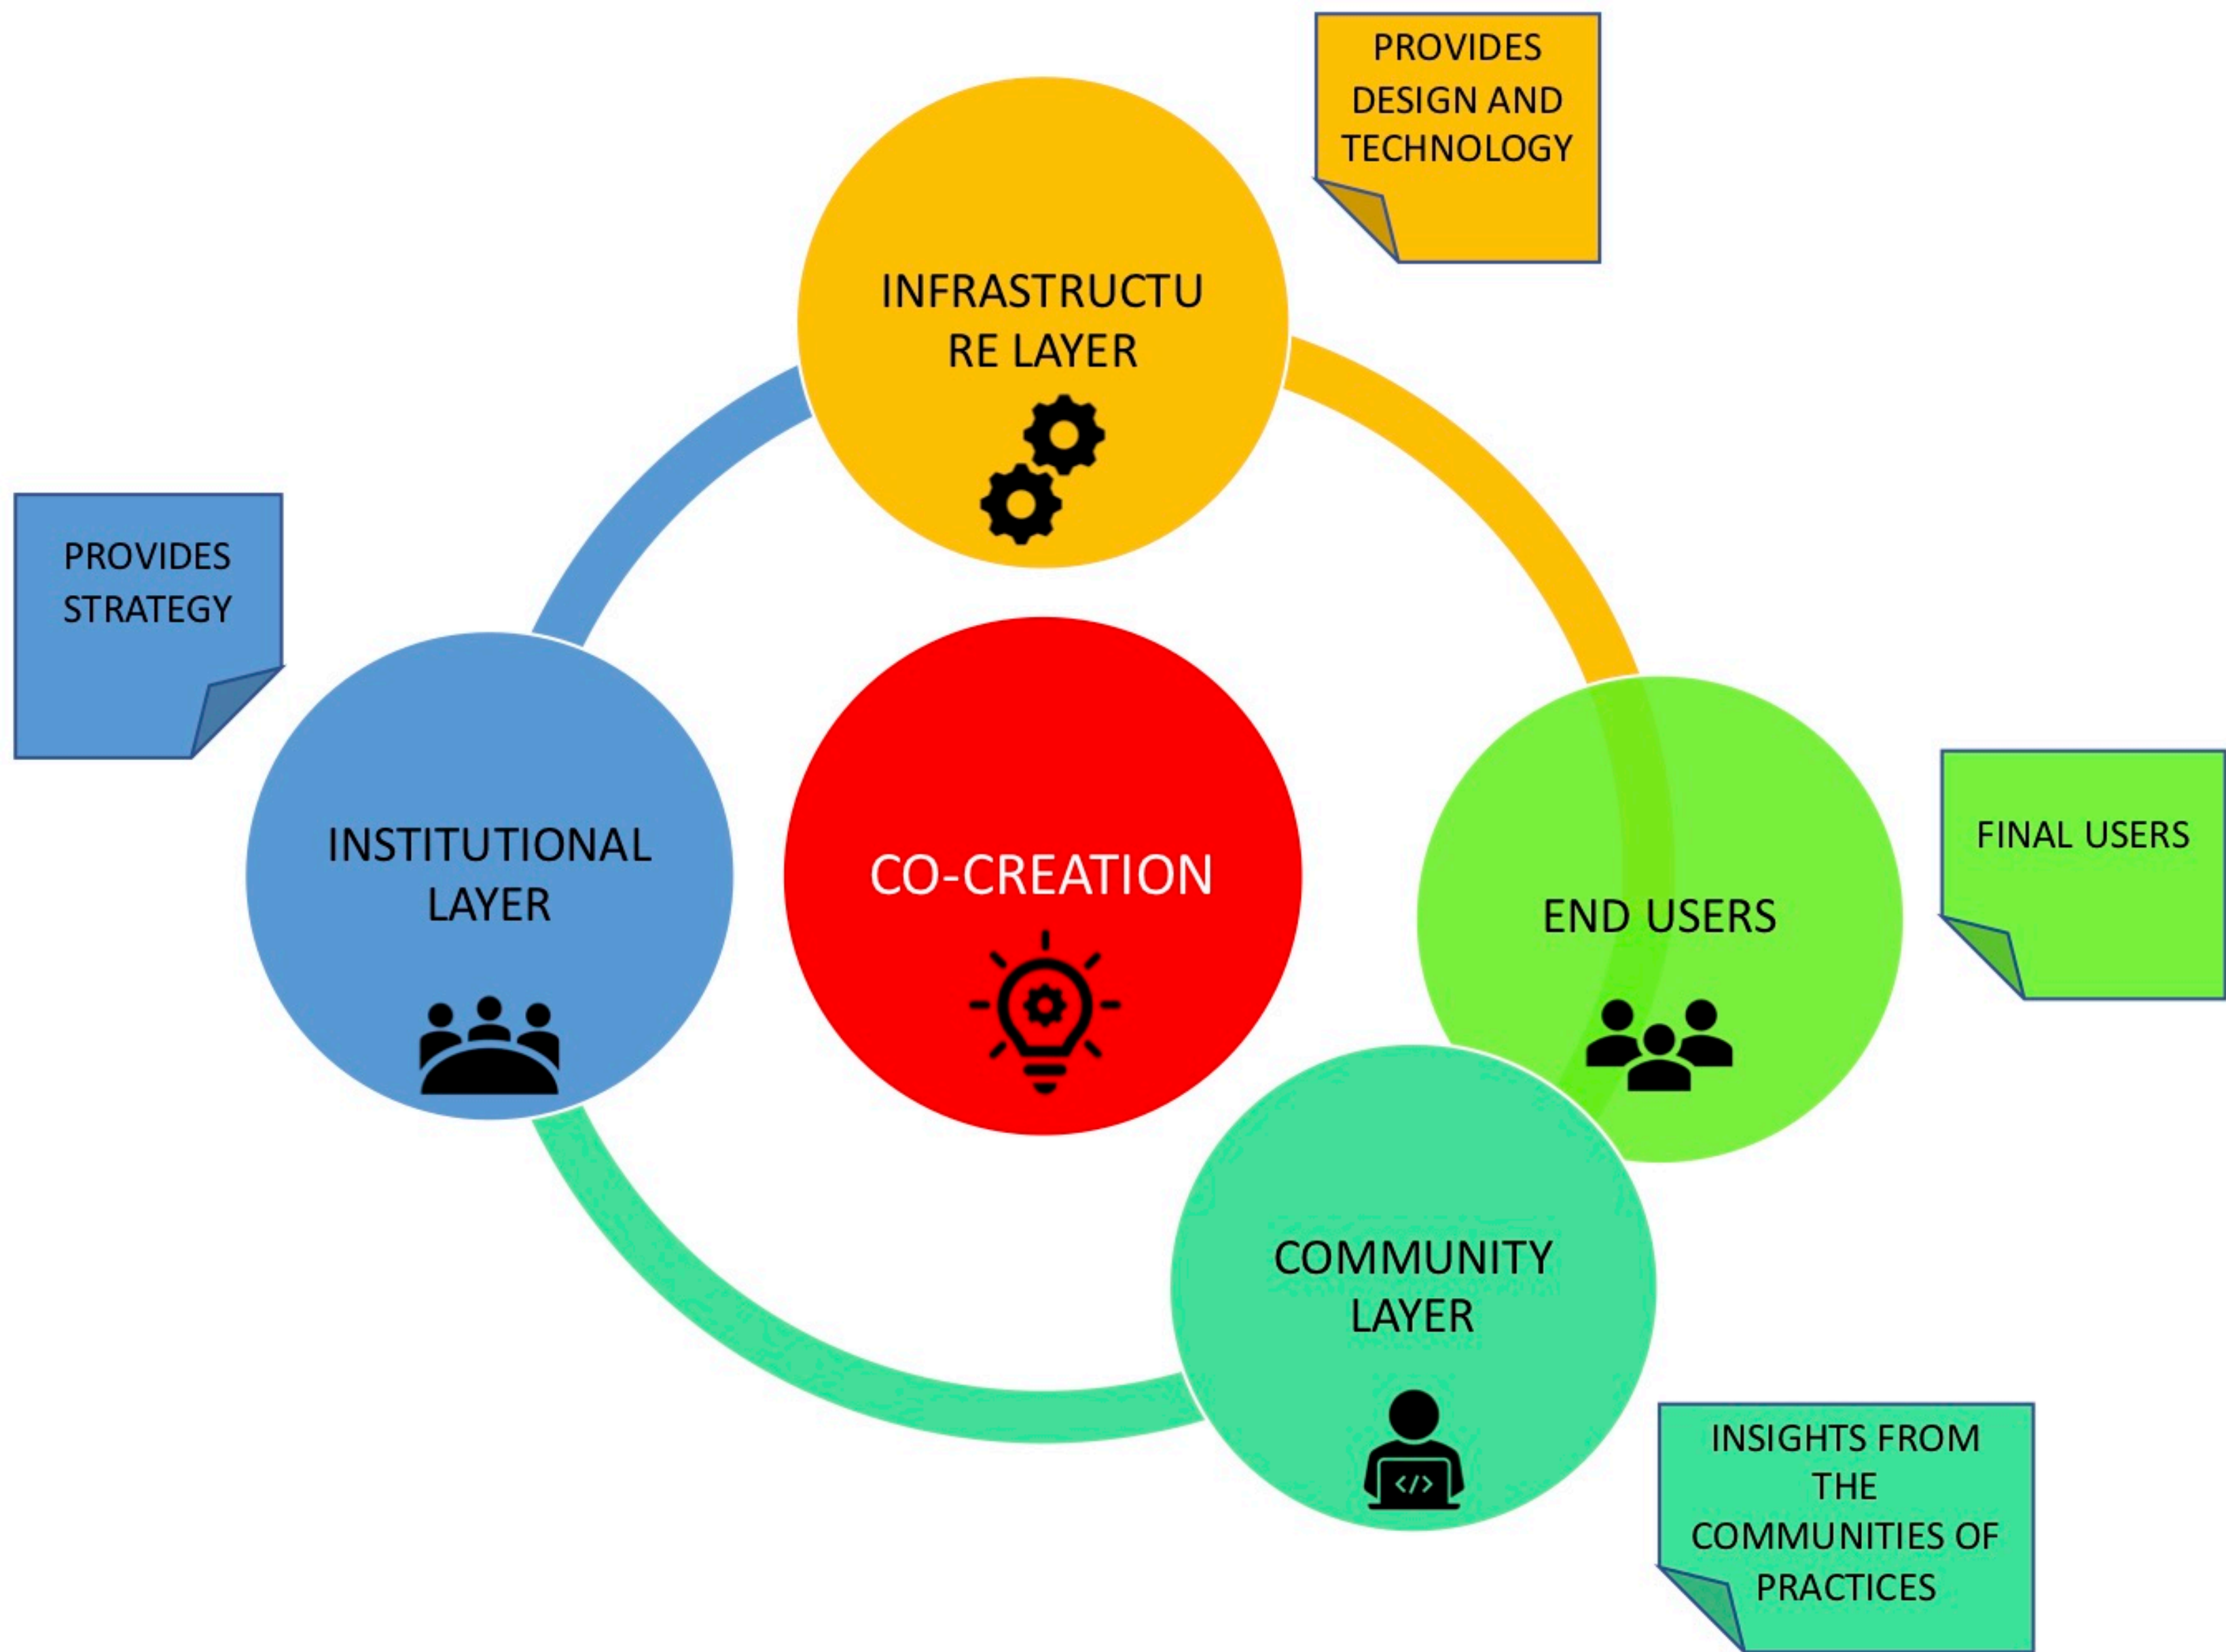 PROVIDES
DESIGN AND
TECHNOLOGY
INFRASTRUCTU
RE LAYER
PROVIDES
STRATEGY
INSTITUTIONAL
LAYER
CO-CREATION
END USERS
FINAL USERS
COMMUNITY
LAYER
</>
INSIGHTS FROM
THE
COMMUNITIES OF
PRACTICES